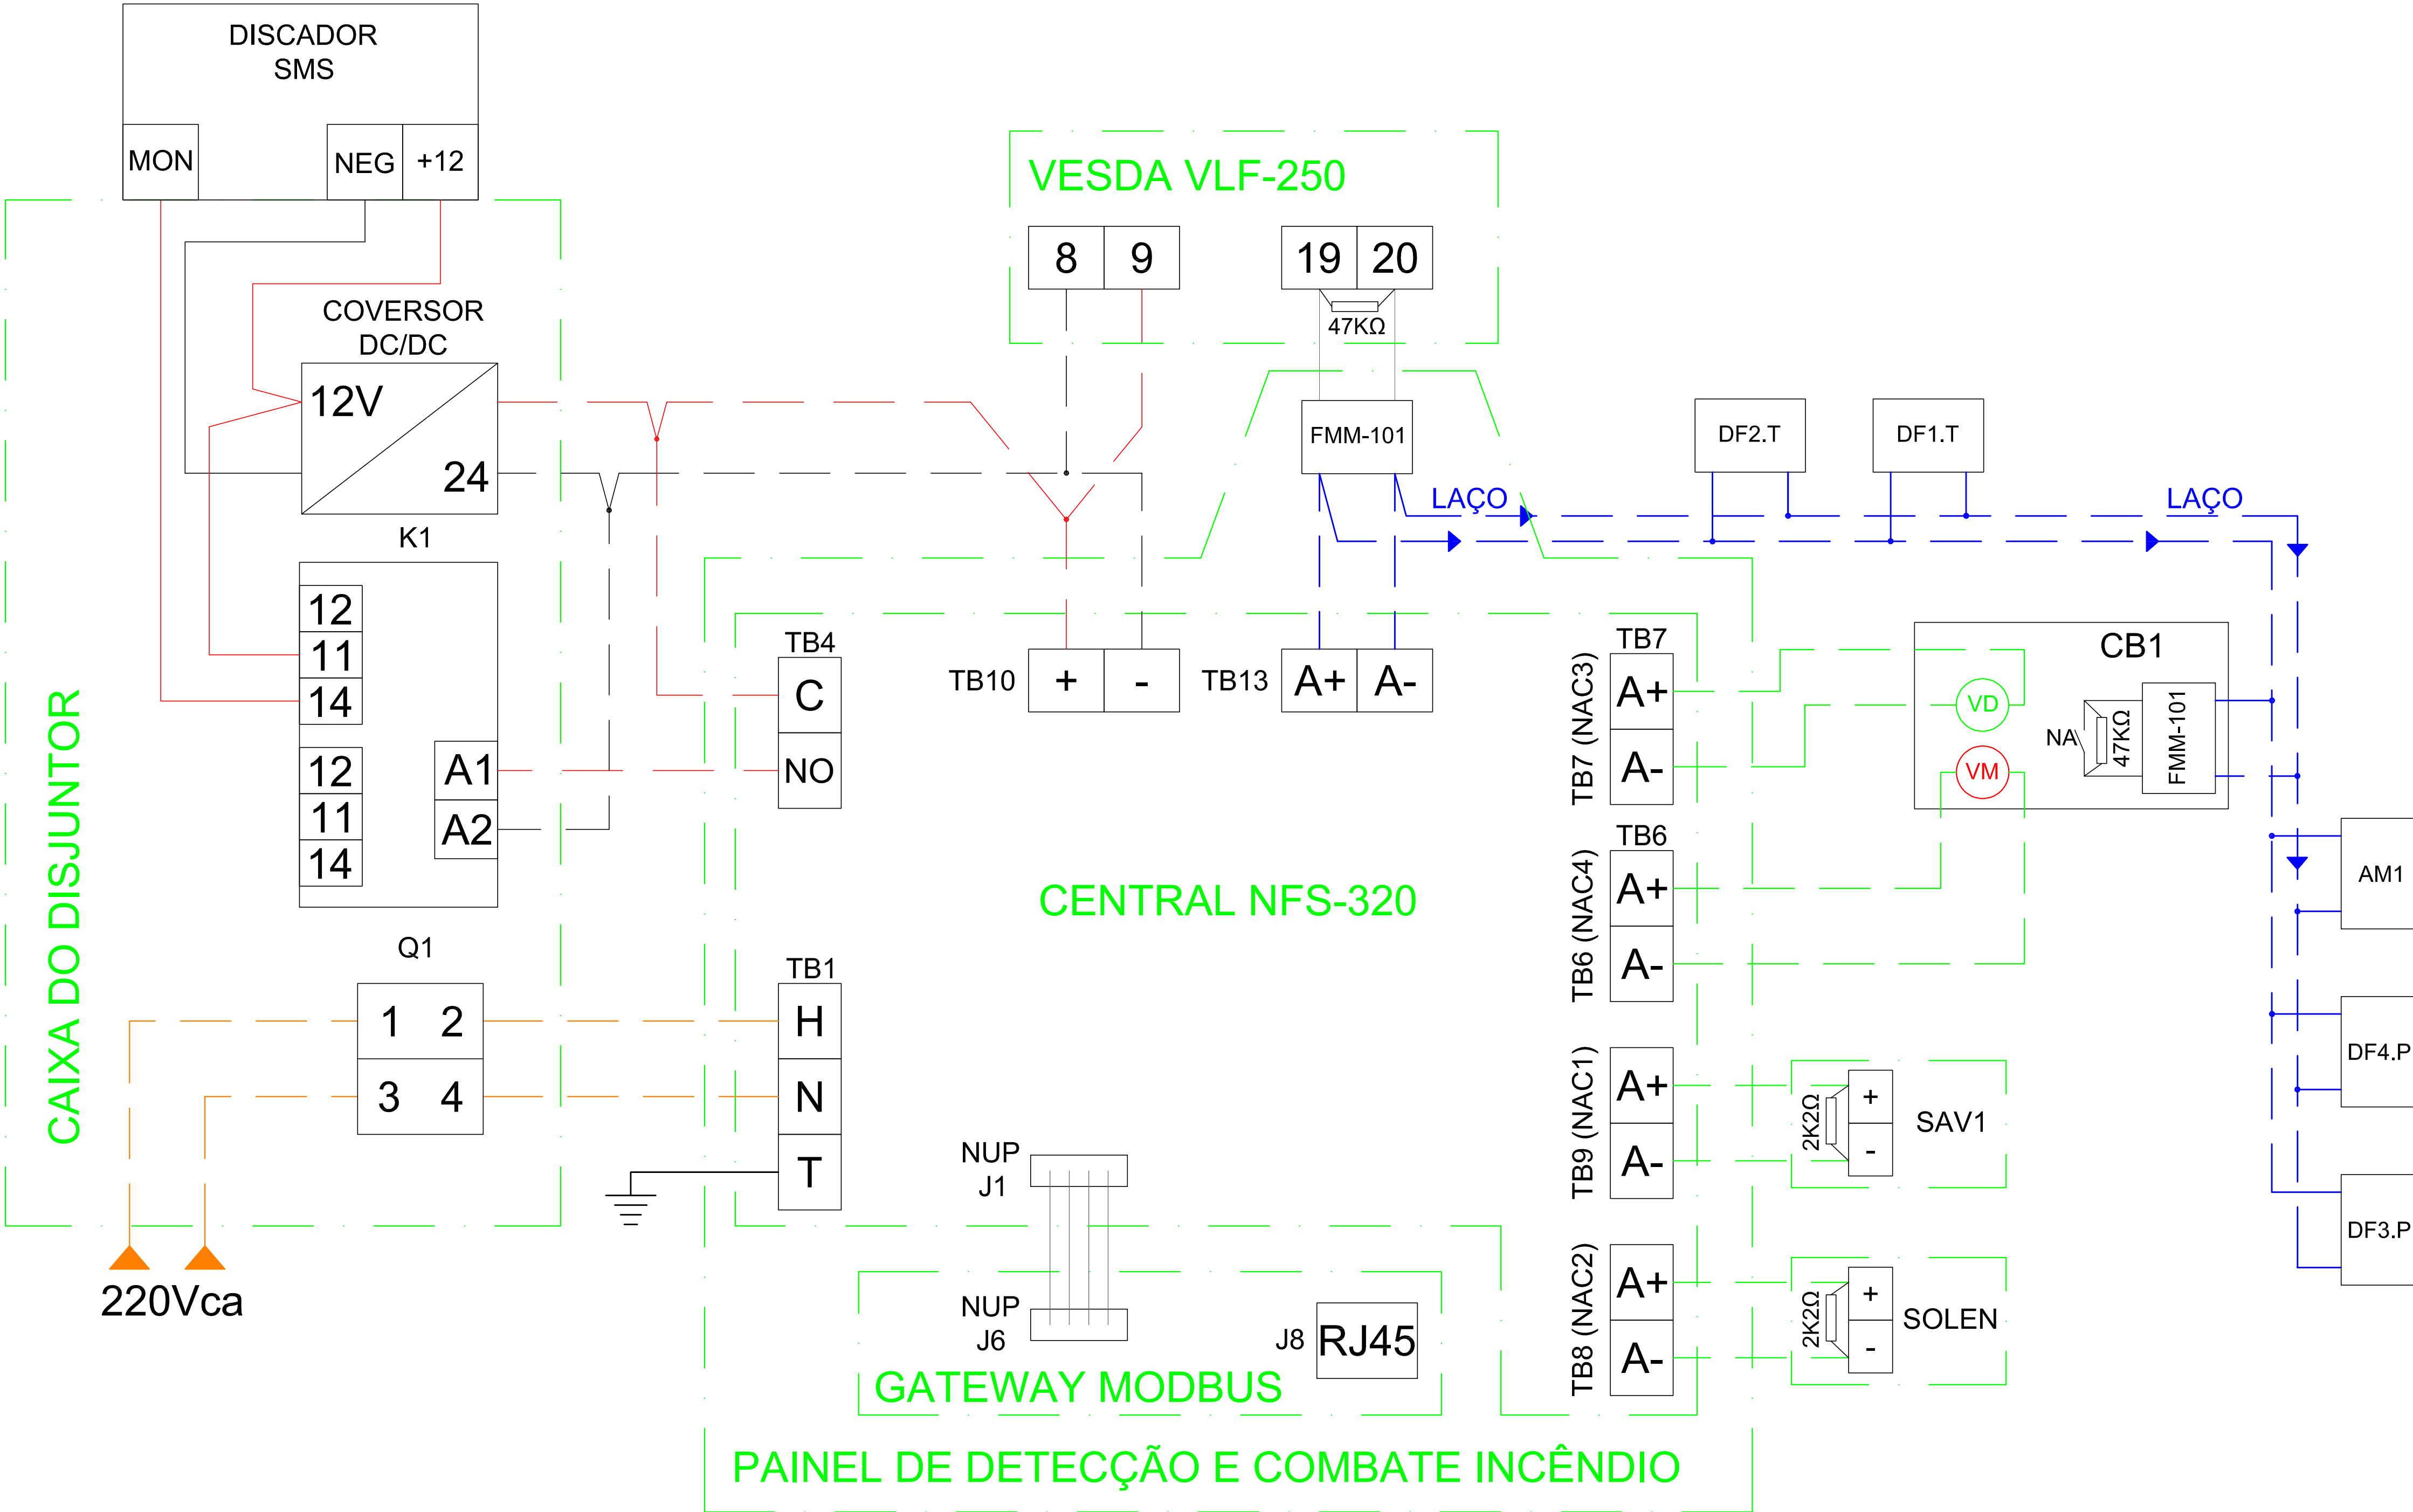 DISCADOR
SMS
MON
NEG
+12
COVERSOR
DC/DC
12V
24
K1
12
11
14
12
11
14
A1
A2
Q1
1 2
3 4
CAIXA DO DISJUNTOR
220Vca
VESDA VLF-250
8 9
19 20
47KΩ
FMM-101
LAÇO
DF2.T
DF1.T
LAÇO
TB4
C
NO
TB10
+ -
TB13
A+ A-
CENTRAL NFS-320
TB1
H
N
T
NUP
J1
NUP
J6
J8
RJ45
GATEWAY MODBUS
PAINEL DE DETECÇÃO E COMBATE INCÊNDIO
TB7
TB7 (NAC3)
A+
A-
TB6
TB6 (NAC4)
A+
A-
TB9 (NAC1)
A+
A-
TB8 (NAC2)
A+
A-
CB1
VD
VM
NA
47KΩ
FMM-101
2K2Ω
+
-
SAV1
2K2Ω
+
-
SOLEN
AM1
DF4.P
DF3.P